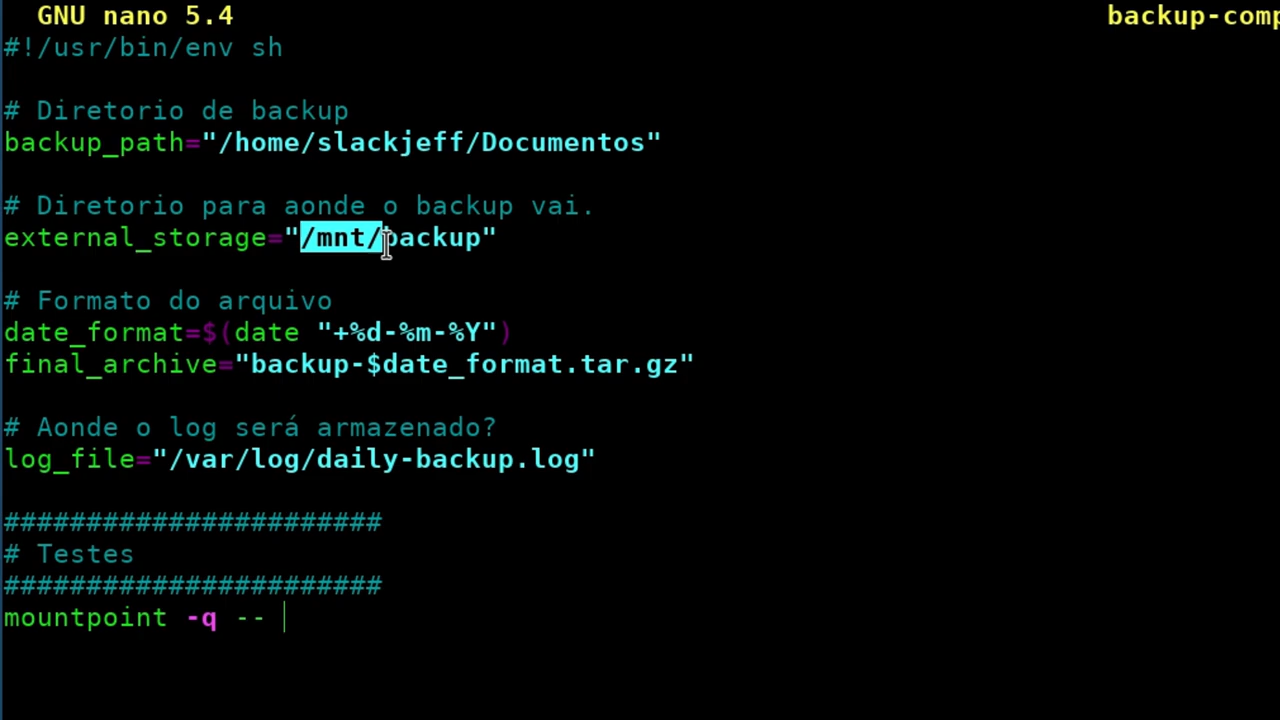 GNU nano 5.4 backup-comp
#!/usr/bin/env sh
# Diretorio de backup
backup_path="/home/slackjeff/Documentos"
# Diretorio para aonde o backup vai.
external_storage="/mnt/backup"
# Formato do arquivo
date_format=$(date "+%d-%m-%Y")
final_archive="backup-$date_format.tar.gz"
# Aonde o log será armazenado?
log_file="/var/log/daily-backup.log"
#######################
# Testes
#######################
mountpoint -q --